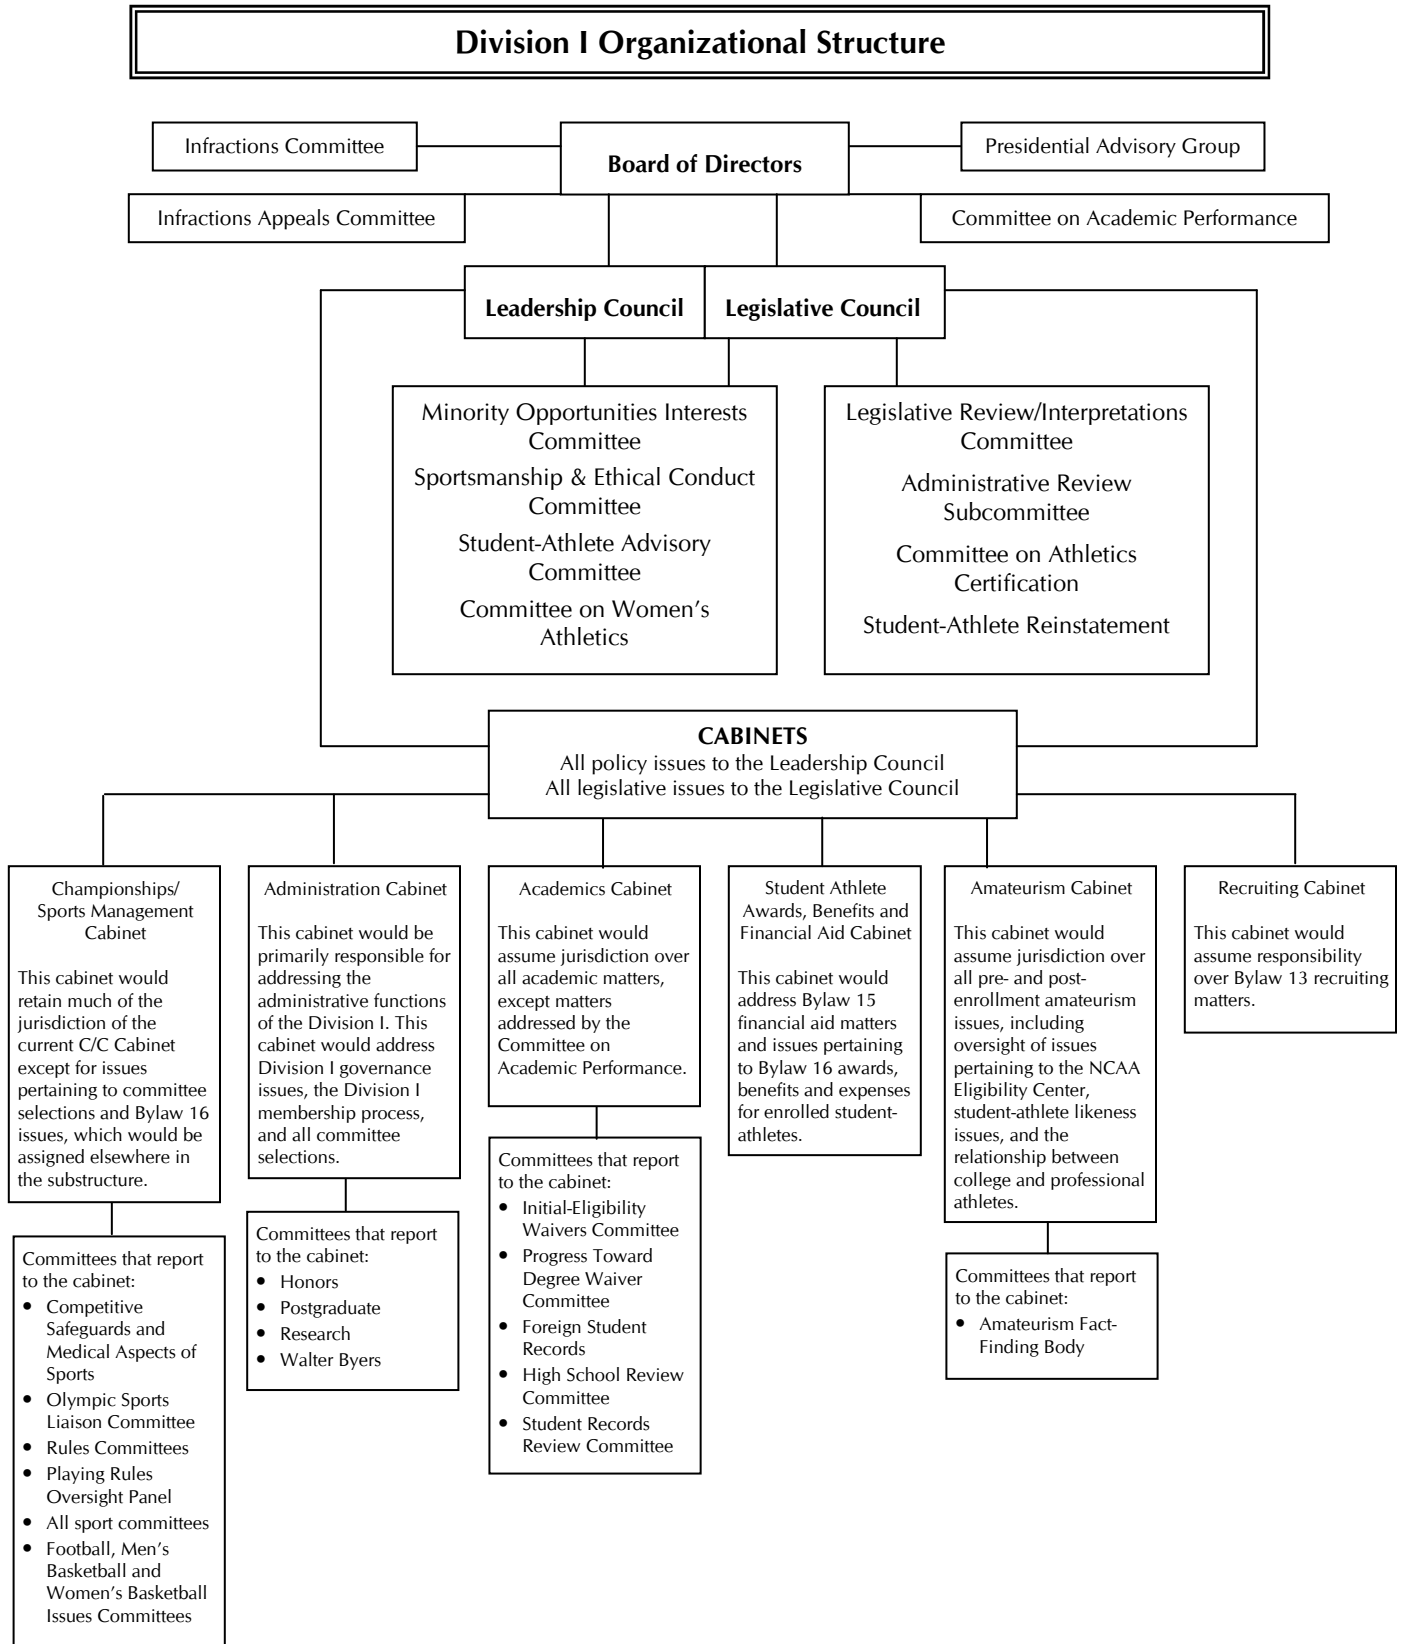 Division I Organizational Structure
Infractions Committee
Board of Directors
Presidential Advisory Group
Infractions Appeals Committee
Committee on Academic Performance
Leadership Council
Legislative Council
Minority Opportunities Interests
Committee
Sportsmanship & Ethical Conduct
Committee
Student-Athlete Advisory
Committee
Committee on Women’s
Athletics
Legislative Review/Interpretations
Committee
Administrative Review
Subcommittee
Committee on Athletics
Certification
Student-Athlete Reinstatement
CABINETS
All policy issues to the Leadership Council
All legislative issues to the Legislative Council
Championships/
Sports Management
Cabinet
This cabinet would
retain much of the
jurisdiction of the
current C/C Cabinet
except for issues
pertaining to committee
selections and Bylaw 16
issues, which would be
assigned elsewhere in
the substructure.
Committees that report
to the cabinet:
• Competitive
Safeguards and
Medical Aspects of
Sports
• Olympic Sports
Liaison Committee
• Rules Committees
• Playing Rules
Oversight Panel
• All sport committees
• Football, Men’s
Basketball and
Women’s Basketball
Issues Committees
Administration Cabinet
This cabinet would be
primarily responsible for
addressing the
administrative functions
of the Division I. This
cabinet would address
Division I governance
issues, the Division I
membership process,
and all committee
selections.
Committees that report
to the cabinet:
• Honors
• Postgraduate
• Research
• Walter Byers
Academics Cabinet
This cabinet would
assume jurisdiction over
all academic matters,
except matters
addressed by the
Committee on
Academic Performance.
Committees that report
to the cabinet:
• Initial-Eligibility
Waivers Committee
• Progress Toward
Degree Waiver
Committee
• Foreign Student
Records
• High School Review
Committee
• Student Records
Review Committee
Student Athlete
Awards, Benefits and
Financial Aid Cabinet
This cabinet would
address Bylaw 15
financial aid matters
and issues pertaining
to Bylaw 16 awards,
benefits and expenses
for enrolled student-
athletes.
Amateurism Cabinet
This cabinet would
assume jurisdiction over
all pre- and post-
enrollment amateurism
issues, including
oversight of issues
pertaining to the NCAA
Eligibility Center,
student-athlete likeness
issues, and the
relationship between
college and professional
athletes.
Committees that report
to the cabinet:
• Amateurism Fact-
Finding Body
Recruiting Cabinet
This cabinet would
assume responsibility
over Bylaw 13 recruiting
matters.